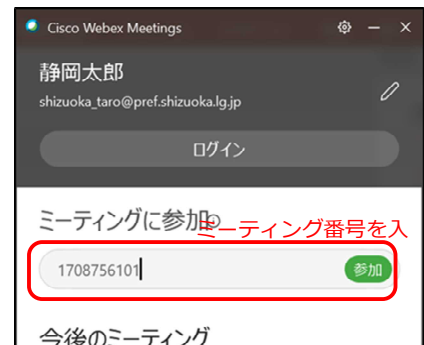 Cisco Webex Meetings
静岡太郎
shizuoka_taro@pref.shizuoka.lg.jp
ログイン
ミーティングに参加
ミーティング番号を入
1708756101
参加
今後のミーティング